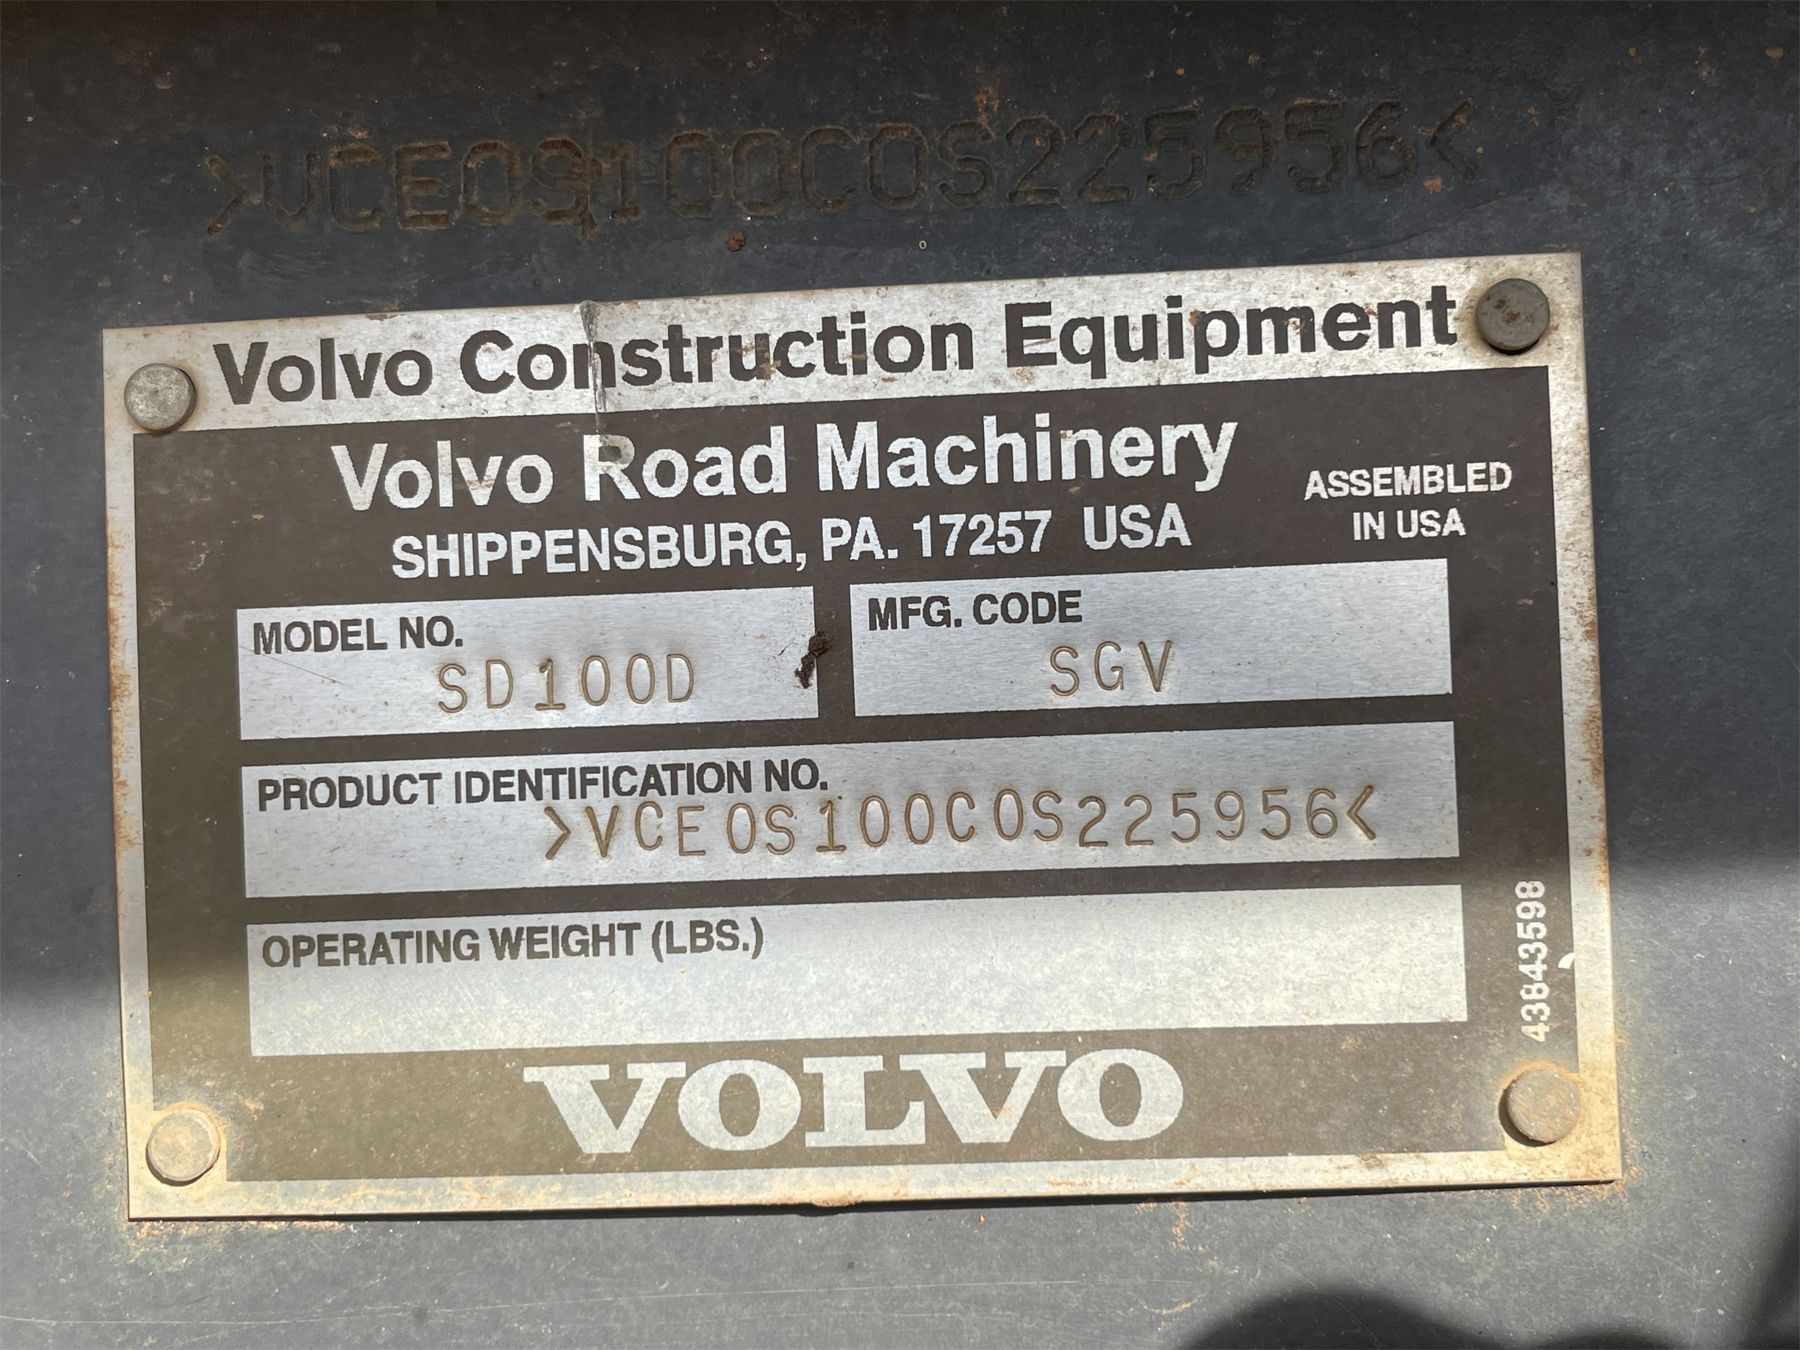 >VCE0S100C0S225956<
Volvo Construction Equipment
Volvo Road Machinery
SHIPPENSBURG, PA. 17257 USA
ASSEMBLED
IN USA
MODEL NO.
SD100D
MFG. CODE
SGV
PRODUCT IDENTIFICATION NO.
>VCE0S100C0S225956<
OPERATING WEIGHT (LBS.)
43843598
VOLVO